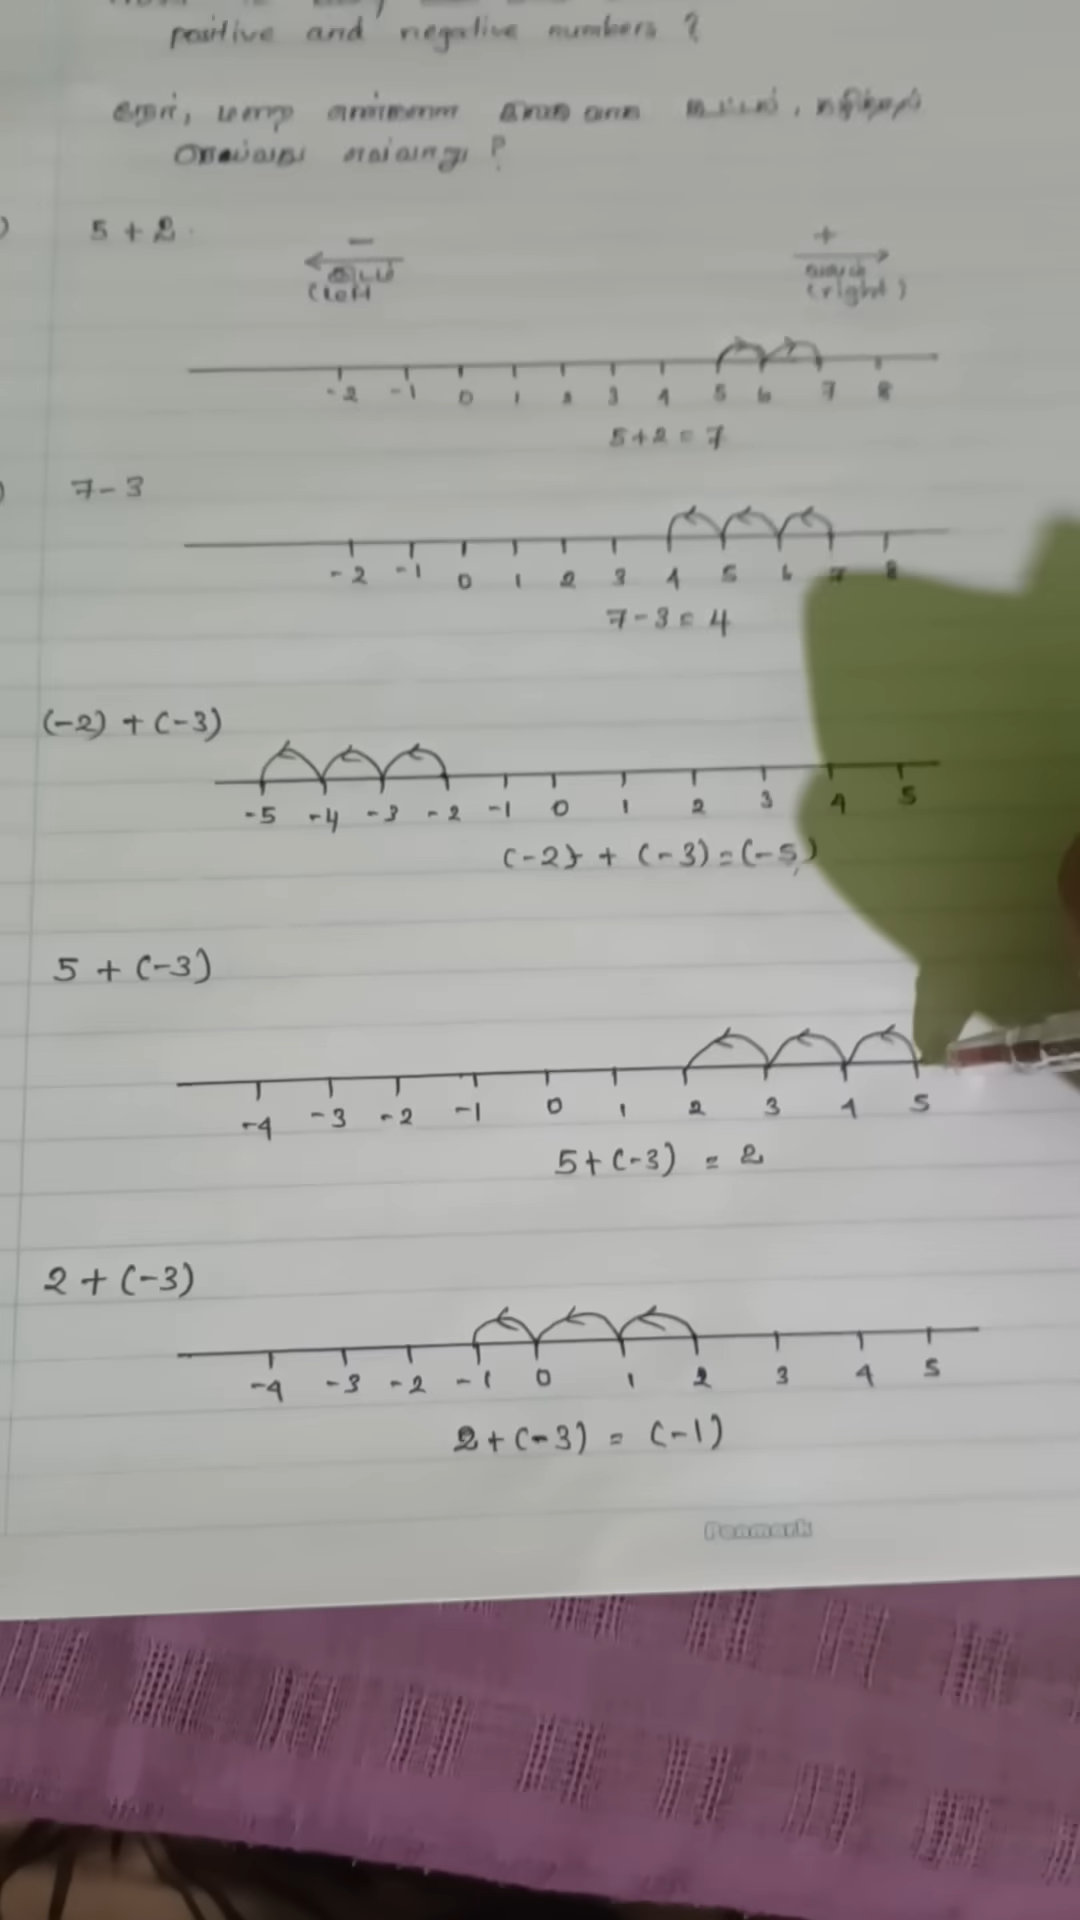 positive and negative numbers ?
எவ்வாறு ?
5 + 2
−
இடம்
(left
+
வலம்
(right)
-2 -1 0 1 2 3 4 5 6 7 8
5+2 = 7
7 - 3
-2 -1 0 1 2 3 4 5 6 7 8
7-3 = 4
(-2) + (-3)
-5 -4 -3 -2 -1 0 1 2 3 4 5
(-2) + (-3) = (-5)
5 + (-3)
-4 -3 -2 -1 0 1 2 3 4 5
5+(-3) = 2
2 + (-3)
-4 -3 -2 -1 0 1 2 3 4 5
2+(-3) = (-1)
Penmark